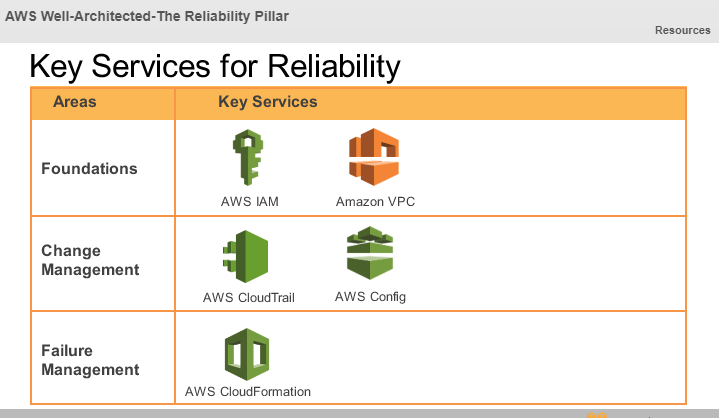 AWS Well-Architected-The Reliability Pillar
Resources
Key Services for Reliability
Areas
Key Services
Foundations
AWS IAM
Amazon VPC
Change
Management
AWS CloudTrail
AWS Config
Failure
Management
AWS CloudFormation